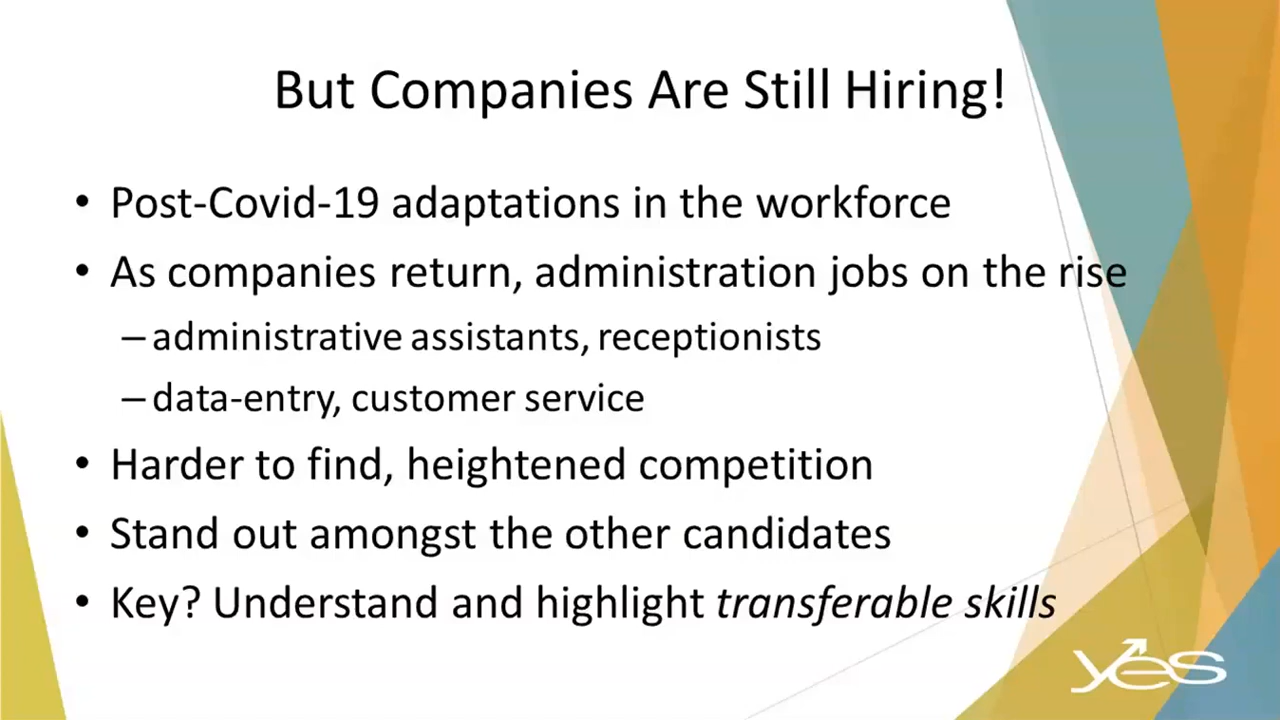 But Companies Are Still Hiring!
• Post-Covid-19 adaptations in the workforce
• As companies return, administration jobs on the rise
– administrative assistants, receptionists
– data-entry, customer service
• Harder to find, heightened competition
• Stand out amongst the other candidates
• Key? Understand and highlight transferable skills
yes